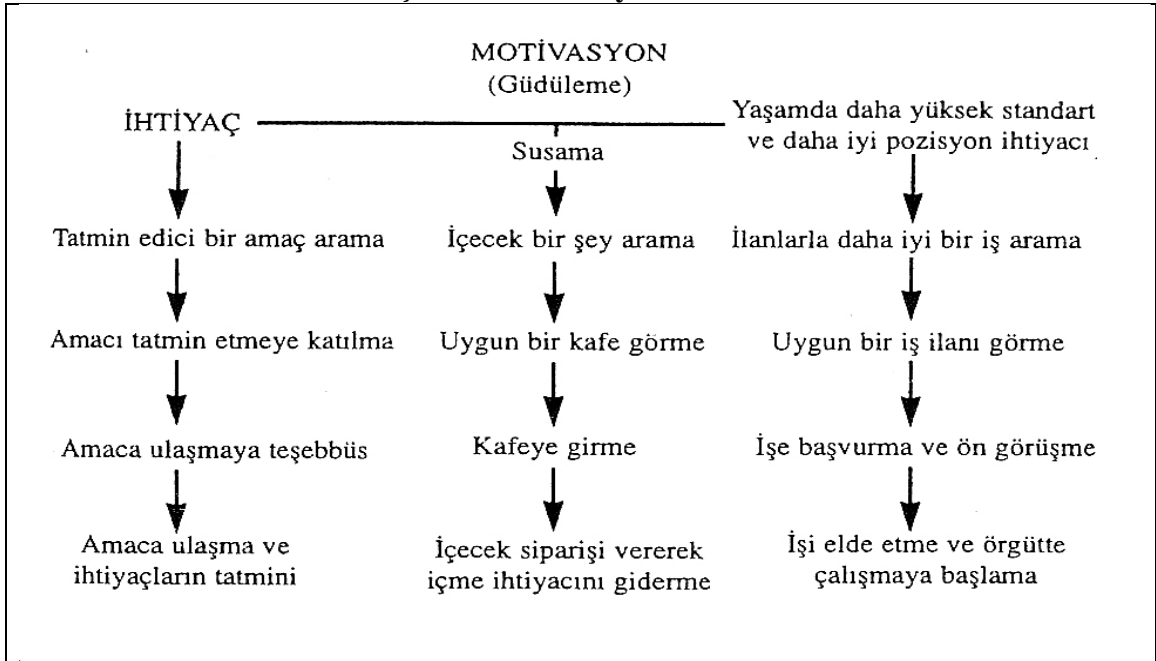 MOTİVASYON
(Güdüleme)
İHTİYAÇ
Susama
Yaşamda daha yüksek standart
ve daha iyi pozisyon ihtiyacı
Tatmin edici bir amaç arama
İçecek bir şey arama
İlanlarla daha iyi bir iş arama
Amacı tatmin etmeye katılma
Uygun bir kafe görme
Uygun bir iş ilanı görme
Amaca ulaşmaya teşebbüs
Kafeye girme
İşe başvurma ve ön görüşme
Amaca ulaşma ve
ihtiyaçların tatmini
İçecek siparişi vererek
içme ihtiyacını giderme
İşi elde etme ve örgütte
çalışmaya başlama